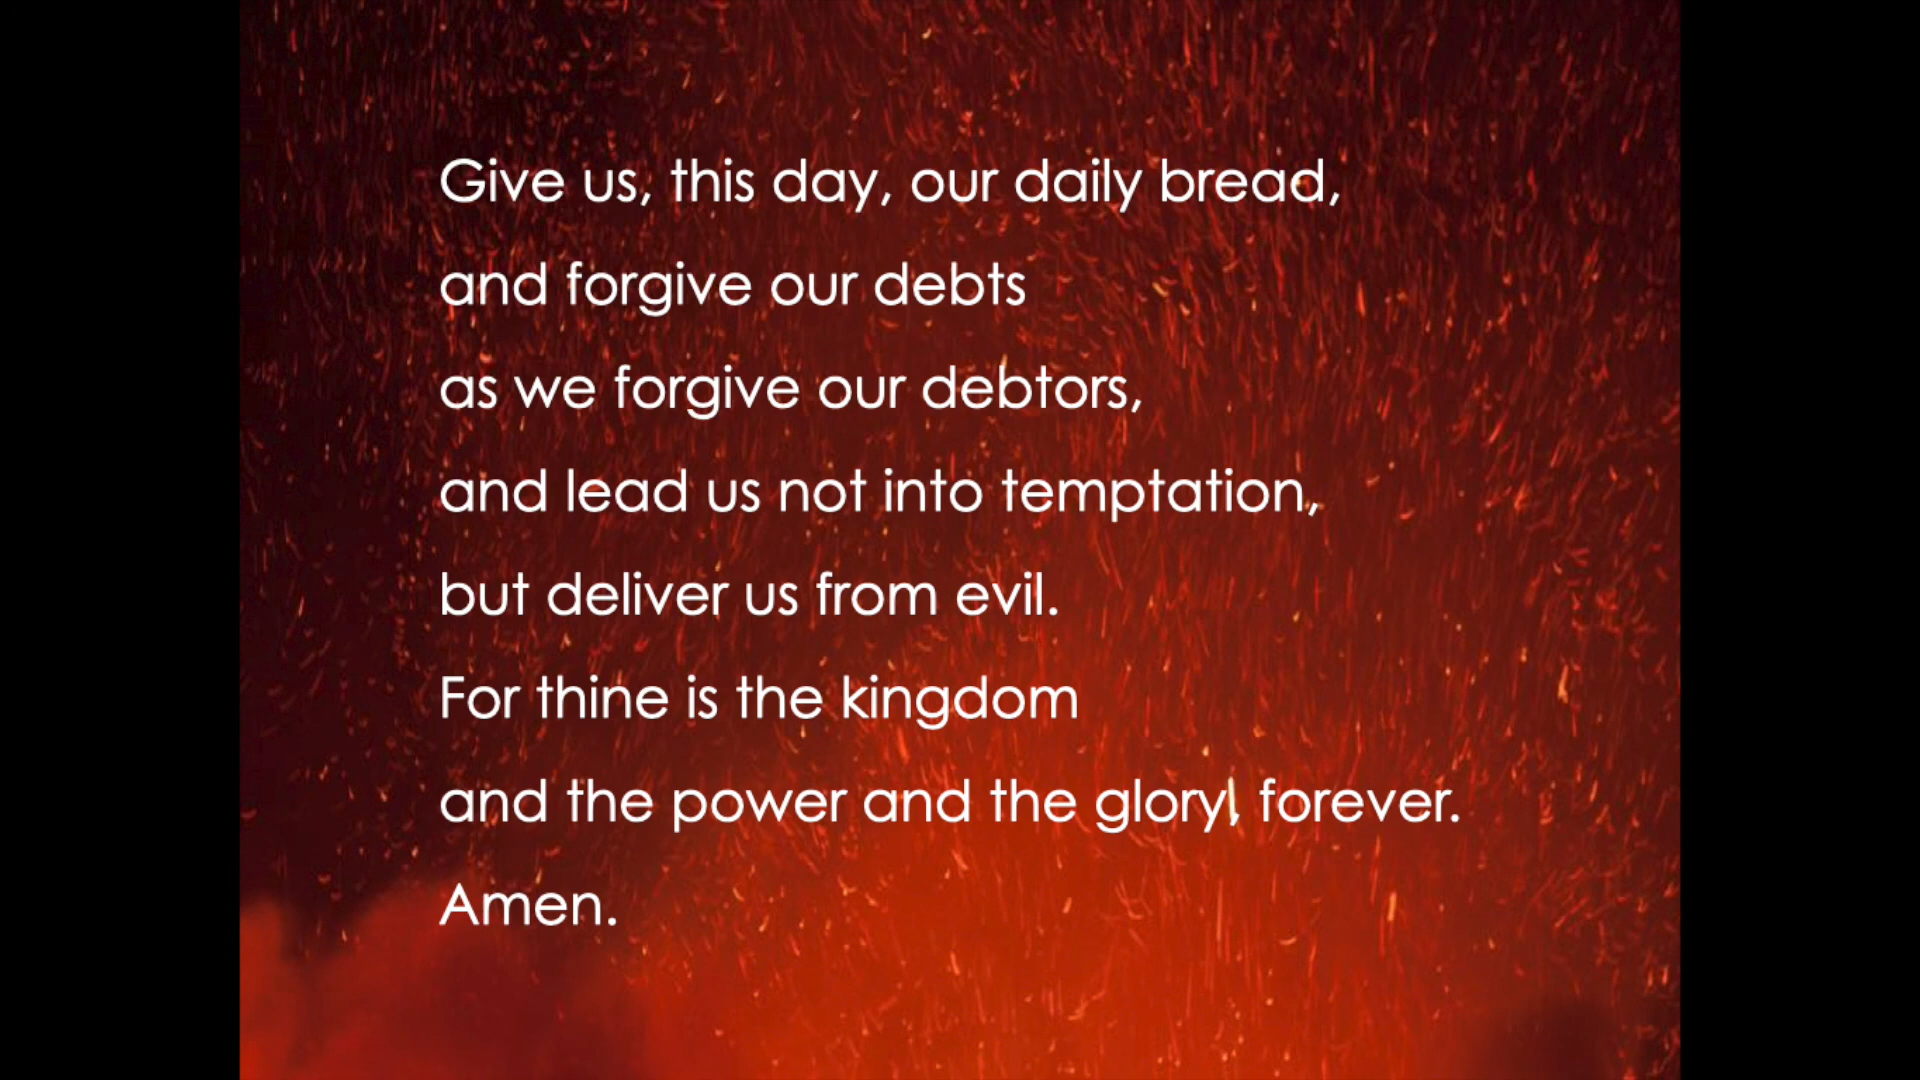 Give us, this day, our daily bread,
and forgive our debts
as we forgive our debtors,
and lead us not into temptation,
but deliver us from evil.
For thine is the kingdom
and the power and the glory, forever.
Amen.